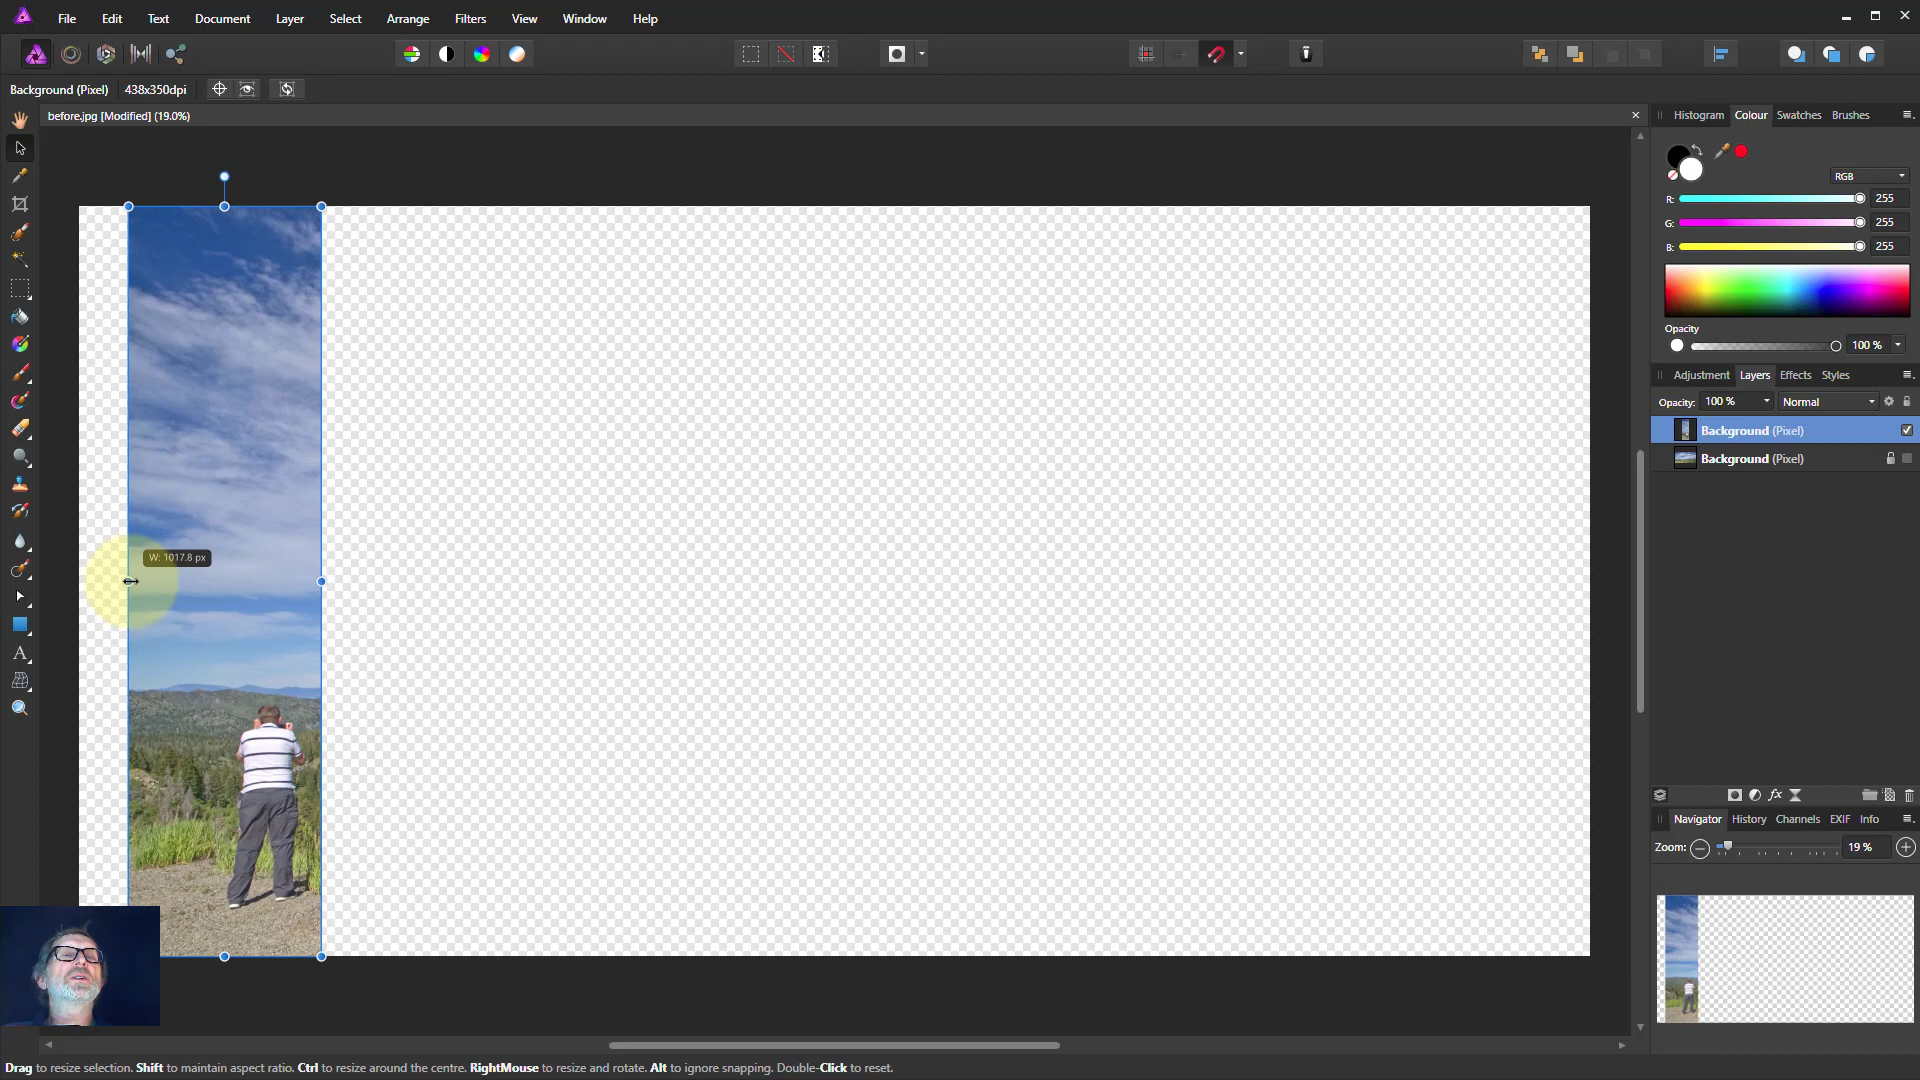 File Edit Text Document Layer Select Arrange Filters View Window Help
Background (Pixel) 438x350dpi
before.jpg [Modified] (19.0%)
Histogram Colour Swatches Brushes
RGB
R: 255
G: 255
B: 255
Opacity
100 %
Adjustment Layers Effects Styles
Opacity: 100 % Normal
Background (Pixel)
Background (Pixel)
W: 1017.8 px
A
fx
Navigator History Channels EXIF Info
Zoom: 19 %
Drag to resize selection. Shift to maintain aspect ratio. Ctrl to resize around the centre. RightMouse to resize and rotate. Alt to ignore snapping. Double-Click to reset.